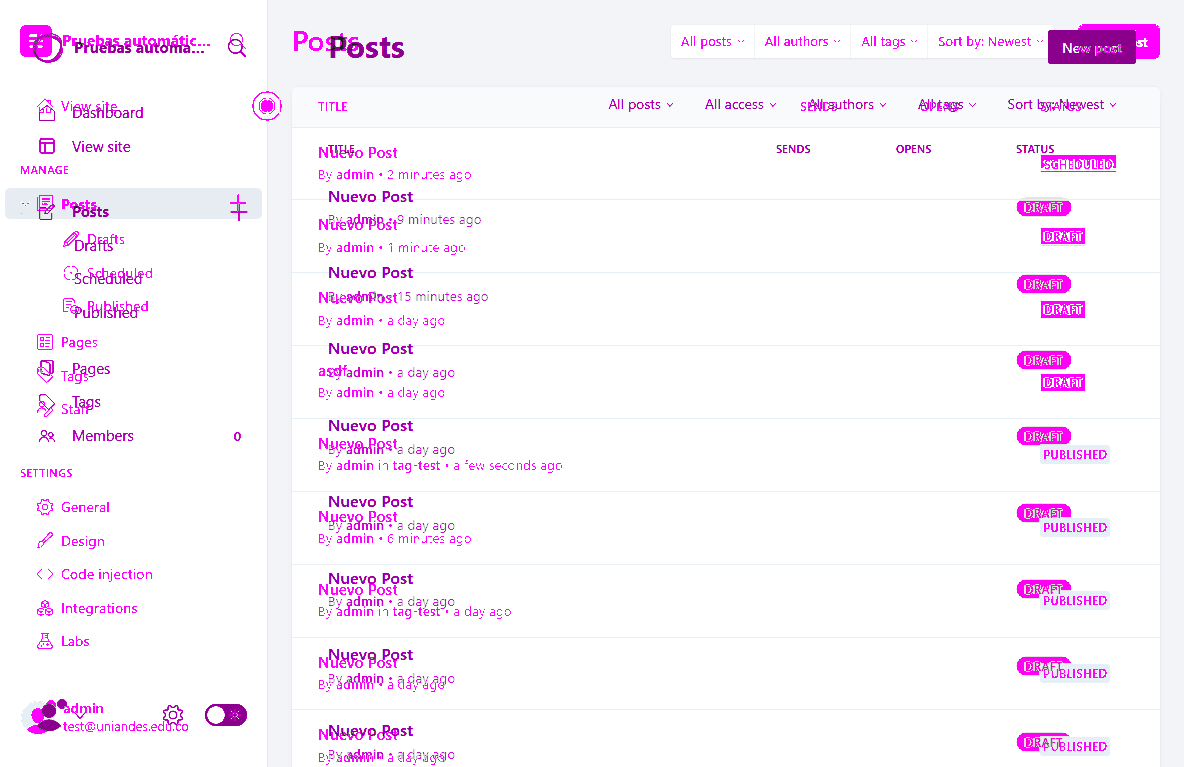 Pruebas automátic...
Pruebas automa...
View site
Dashboard
View site
MANAGE
Posts
Posts
Drafts
Drafts
Scheduled
Scheduled
Published
Published
Pages
Pages
Tags
Tags
Staff
Members 0
SETTINGS
General
Design
Code injection
Integrations
Labs
admin
test@uniandes.edu.co
Posts
Posts
All posts All authors All tags Sort by: Newest
New post
All posts All access All authors All tags Sort by: Newest
TITLE SENDS OPENS STATUS
TITLE SENDS OPENS STATUS
Nuevo Post
By admin • 2 minutes ago
SCHEDULED
Nuevo Post
By admin • 9 minutes ago
DRAFT
Nuevo Post
By admin • 1 minute ago
DRAFT
Nuevo Post
By admin • 15 minutes ago
DRAFT
Nuevo Post
By admin • a day ago
DRAFT
Nuevo Post
By admin • a day ago
DRAFT
asdf
By admin • a day ago
DRAFT
Nuevo Post
By admin • a day ago
DRAFT
Nuevo Post
By admin in tag-test • a few seconds ago
PUBLISHED
Nuevo Post
By admin • a day ago
DRAFT
Nuevo Post
By admin • 6 minutes ago
PUBLISHED
Nuevo Post
By admin • a day ago
DRAFT
Nuevo Post
By admin in tag-test • a day ago
PUBLISHED
Nuevo Post
By admin • a day ago
DRAFT
Nuevo Post
By admin • a day ago
PUBLISHED
Nuevo Post
By admin • a day ago
DRAFT
Nuevo Post
By admin • a day ago
PUBLISHED